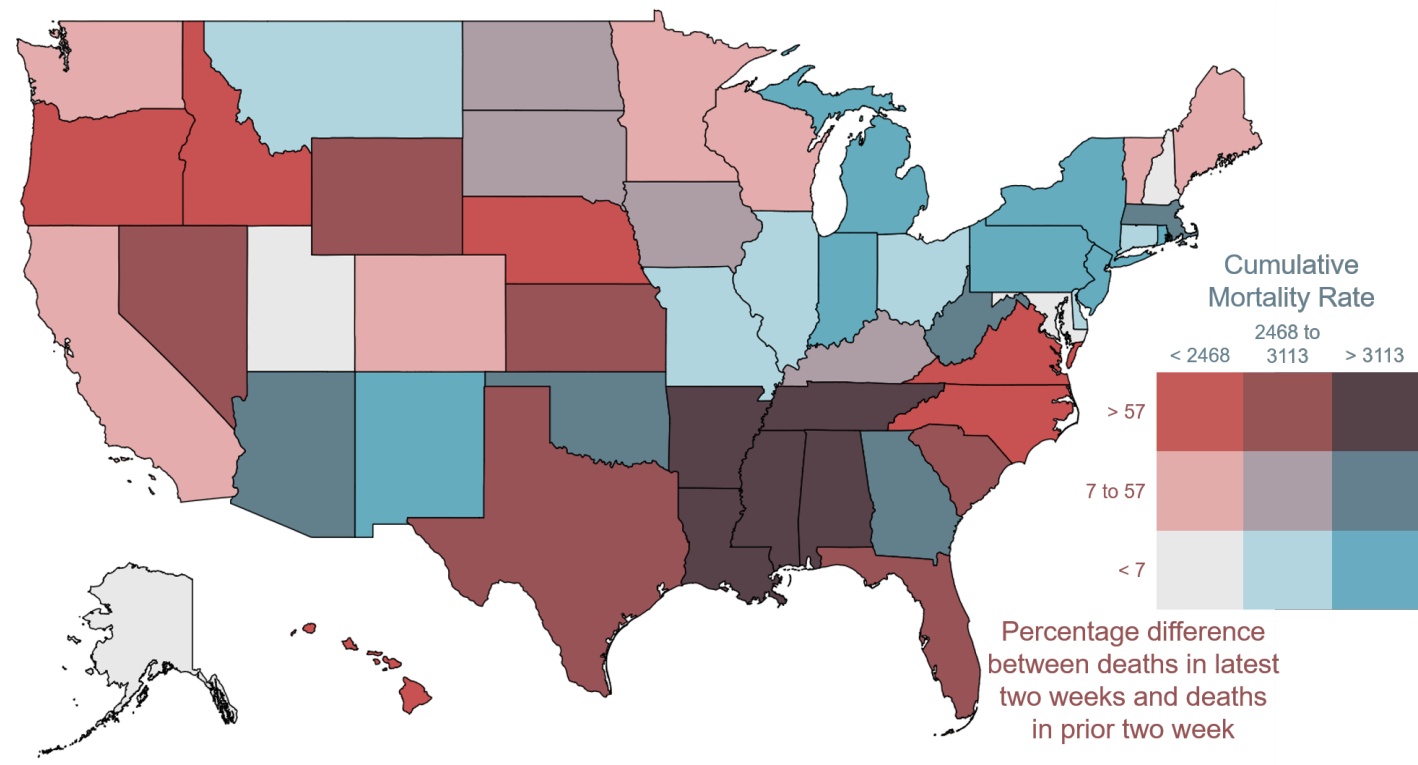 Cumulative
Mortality Rate
2468 to
< 2468 3113 > 3113
> 57
7 to 57
< 7
Percentage difference
between deaths in latest
two weeks and deaths
in prior two week